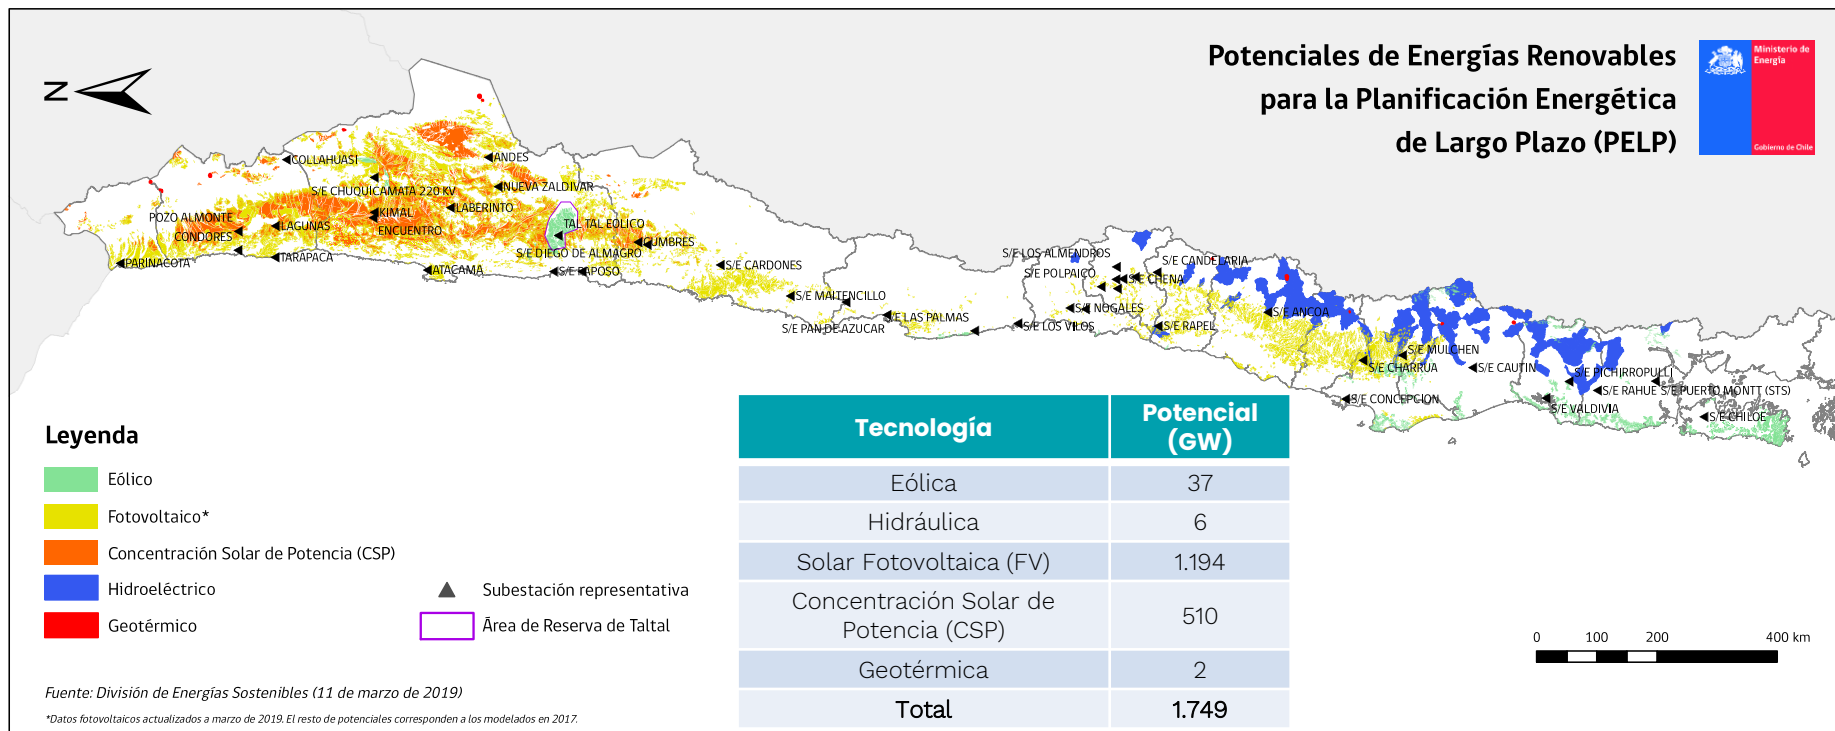 Potenciales de Energías Renovables
para la Planificación Energética
de Largo Plazo (PELP)
Ministerio de
Energía
Gobierno de Chile
N
COLLAHUASI
ANDES
S/E CHUQUICAMATA 220 KV
NUEVA ZALDIVAR
POZO ALMONTE
KIMAL
LABERINTO
LAGUNAS
ENCUENTRO
TAL TAL EOLICO
CONDORES
CUMBRES
PARINACOTA
TARAPACA
S/E DIEGO DE ALMAGRO
ATACAMA
S/E PAPOSO
S/E CARDONES
S/E MAITENCILLO
S/E PAN DE AZUCAR
S/E LAS PALMAS
S/E LOS VILOS
S/E LOS ALMENDROS
S/E POLPAICO
S/E CHENA
S/E CANDELARIA
S/E NOGALES
S/E RAPEL
S/E ANCOA
S/E MULCHEN
S/E CHARRUA
S/E CAUTIN
S/E CONCEPCION
S/E PICHIRROPULLI
S/E RAHUE
S/E PUERTO MONTT (STS)
S/E VALDIVIA
S/E CHILOE
Leyenda
Eólico
Fotovoltaico*
Concentración Solar de Potencia (CSP)
Hidroeléctrico
Geotérmico
Subestación representativa
Área de Reserva de Taltal
Fuente: División de Energías Sostenibles (11 de marzo de 2019)
*Datos fotovoltaicos actualizados a marzo de 2019. El resto de potenciales corresponden a los modelados en 2017.
Tecnología Potencial
(GW)
Eólica 37
Hidráulica 6
Solar Fotovoltaica (FV) 1.194
Concentración Solar de
Potencia (CSP) 510
Geotérmica 2
Total 1.749
0 100 200 400 km